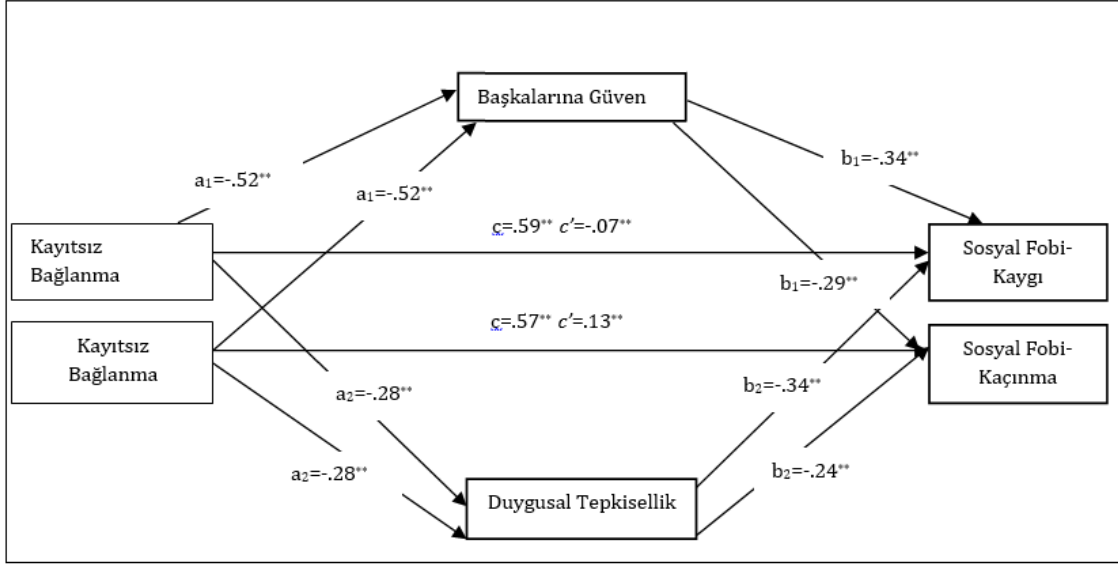 Başkalarına Güven
b₁=-.34**
a₁=-.52**
a₁=-.52**
c=.59** c'=-.07**
Kayıtsız
Bağlanma
Sosyal Fobi-
Kaygı
b₁=-.29**
c=.57** c'=.13**
Kayıtsız
Bağlanma
Sosyal Fobi-
Kaçınma
a₂=-.28**
b₂=-.34**
a₂=-.28**
b₂=-.24**
Duygusal Tepkisellik